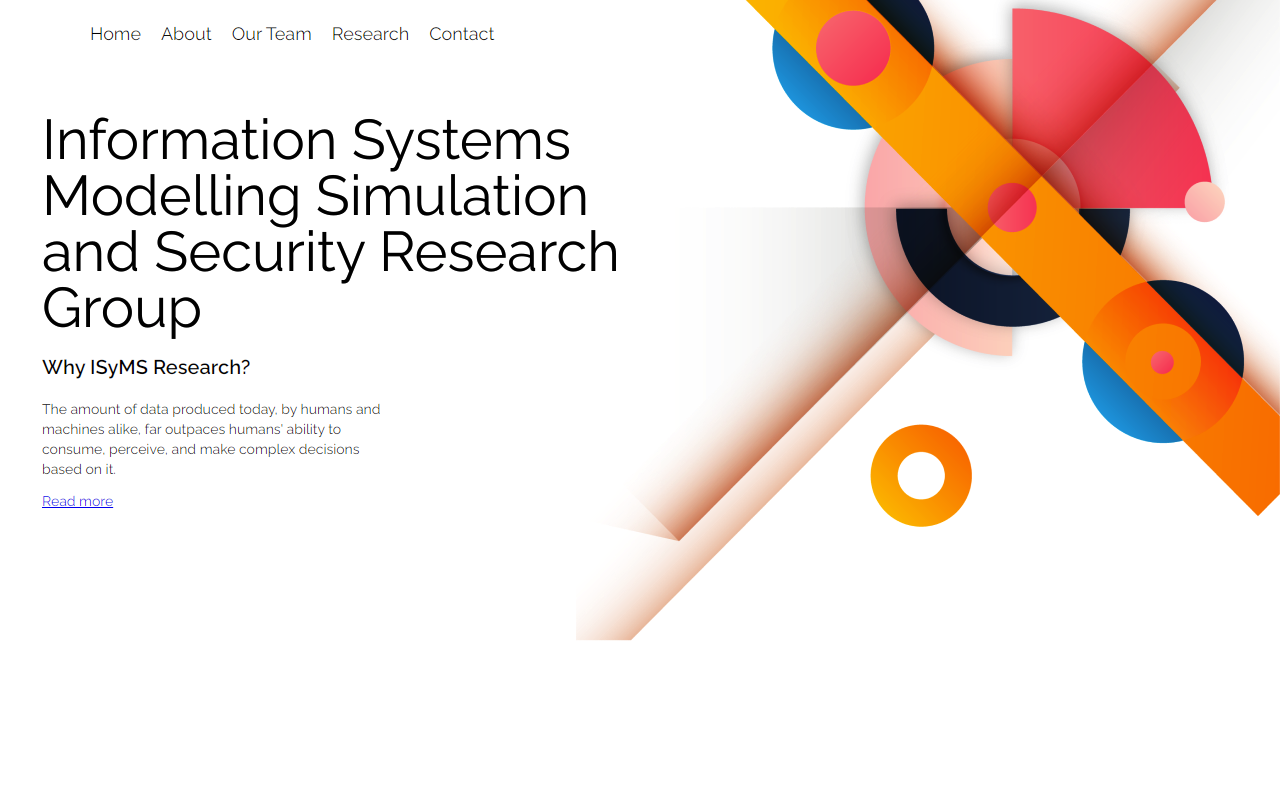 Home About Our Team Research Contact
Information Systems
Modelling Simulation
and Security Research
Group
Why ISyMS Research?
The amount of data produced today, by humans and
machines alike, far outpaces humans' ability to
consume, perceive, and make complex decisions
based on it.
Read more